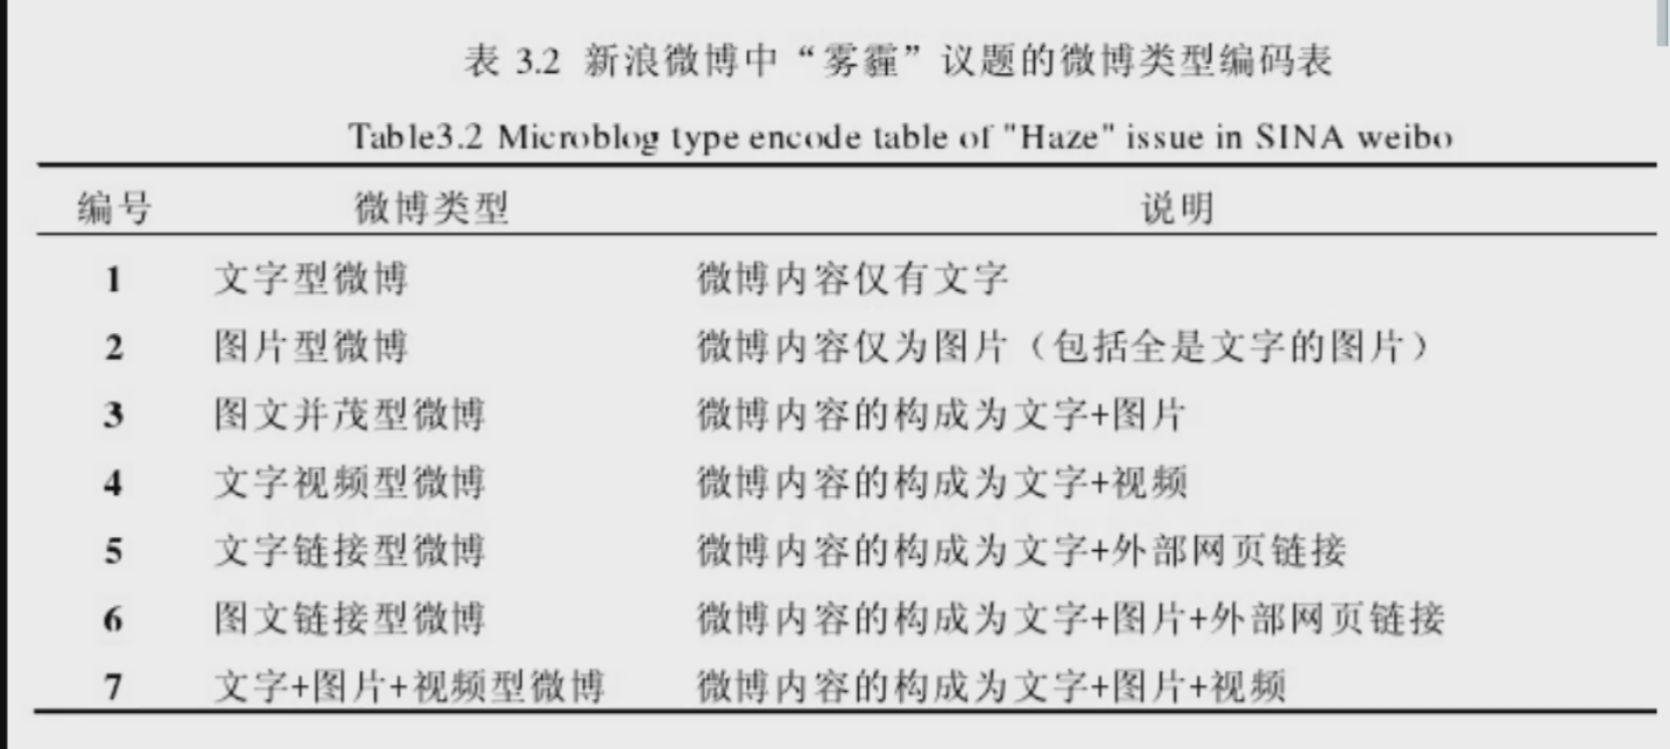 表 3.2 新浪微博中“雾霾”议题的微博类型编码表
Table3.2 Microblog type encode table of "Haze" issue in SINA weibo
编号 微博类型 说明
1 文字型微博 微博内容仅有文字
2 图片型微博 微博内容仅为图片（包括全是文字的图片）
3 图文并茂型微博 微博内容的构成为文字+图片
4 文字视频型微博 微博内容的构成为文字+视频
5 文字链接型微博 微博内容的构成为文字+外部网页链接
6 图文链接型微博 微博内容的构成为文字+图片+外部网页链接
7 文字+图片+视频型微博 微博内容的构成为文字+图片+视频